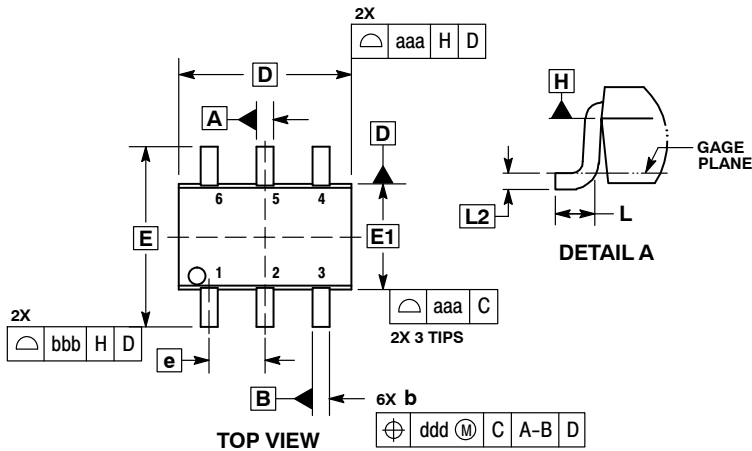 2X
⌓ aaa H D
D
A
D
H
GAGE
PLANE
6 5 4
E
E1
L2
L
DETAIL A
1 2 3
⌓ aaa C
2X 3 TIPS
2X
⌓ bbb H D
e
B
6X b
⌖ ddd Ⓜ C A–B D
TOP VIEW